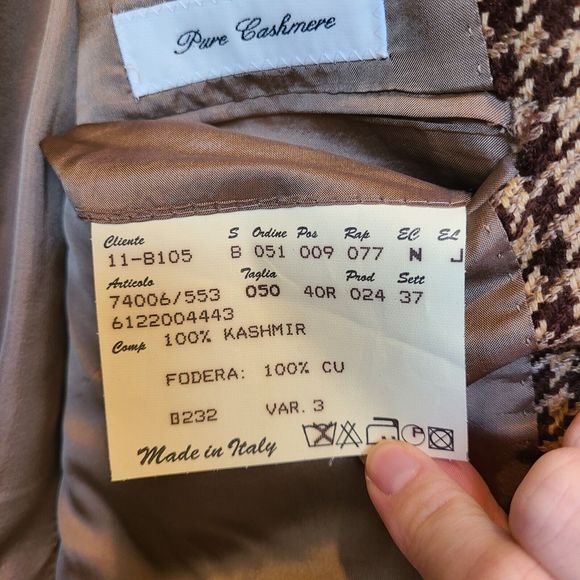 Pure Cashmere
Cliente S Ordine Pos Rap EC EL
11-8105 B 051 009 077 N J
Articolo Taglia Prod Sett
74006/553 050 40R 024 37
6122004443
Comp 100% KASHMIR
FODERA: 100% CU
B232 VAR. 3
Made in Italy